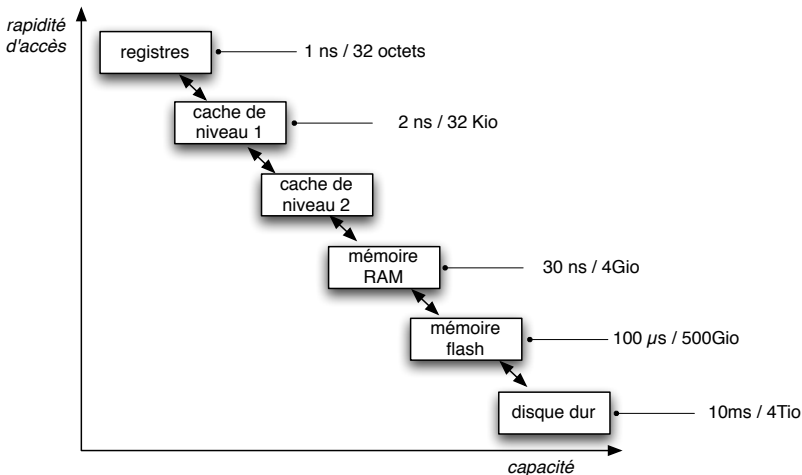 rapidité
d'accès
registres
1 ns / 32 octets
cache de
niveau 1
2 ns / 32 Kio
cache de
niveau 2
mémoire
RAM
30 ns / 4Gio
mémoire
flash
100 µs / 500Gio
disque dur
10ms / 4Tio
capacité